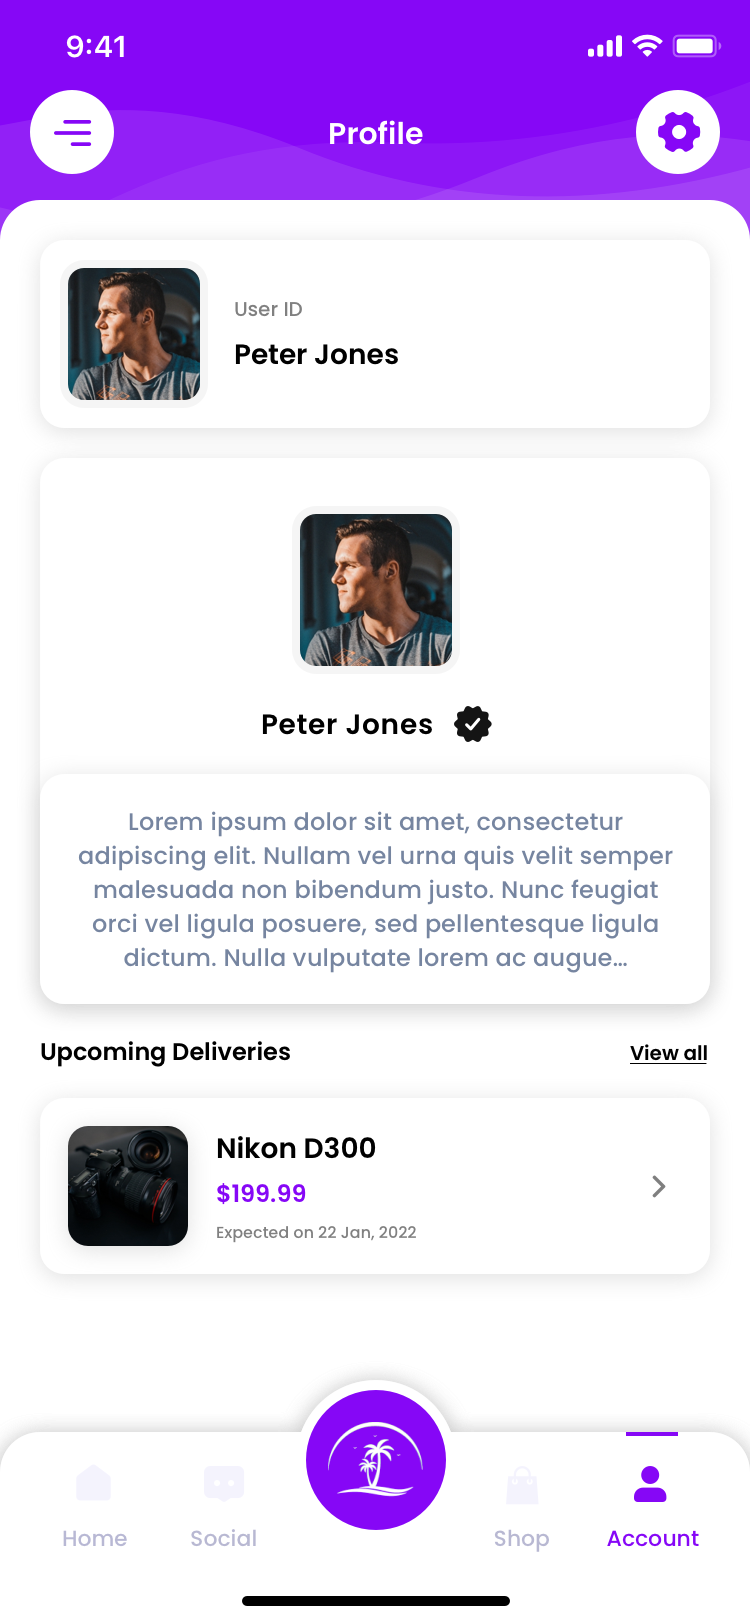 9:41
Profile
User ID
Peter Jones
Peter Jones
Lorem ipsum dolor sit amet, consectetur
adipiscing elit. Nullam vel urna quis velit semper
malesuada non bibendum justo. Nunc feugiat
orci vel ligula posuere, sed pellentesque ligula
dictum. Nulla vulputate lorem ac augue...
Upcoming Deliveries
View all
Nikon D300
$199.99
Expected on 22 Jan, 2022
Home
Social
Shop
Account